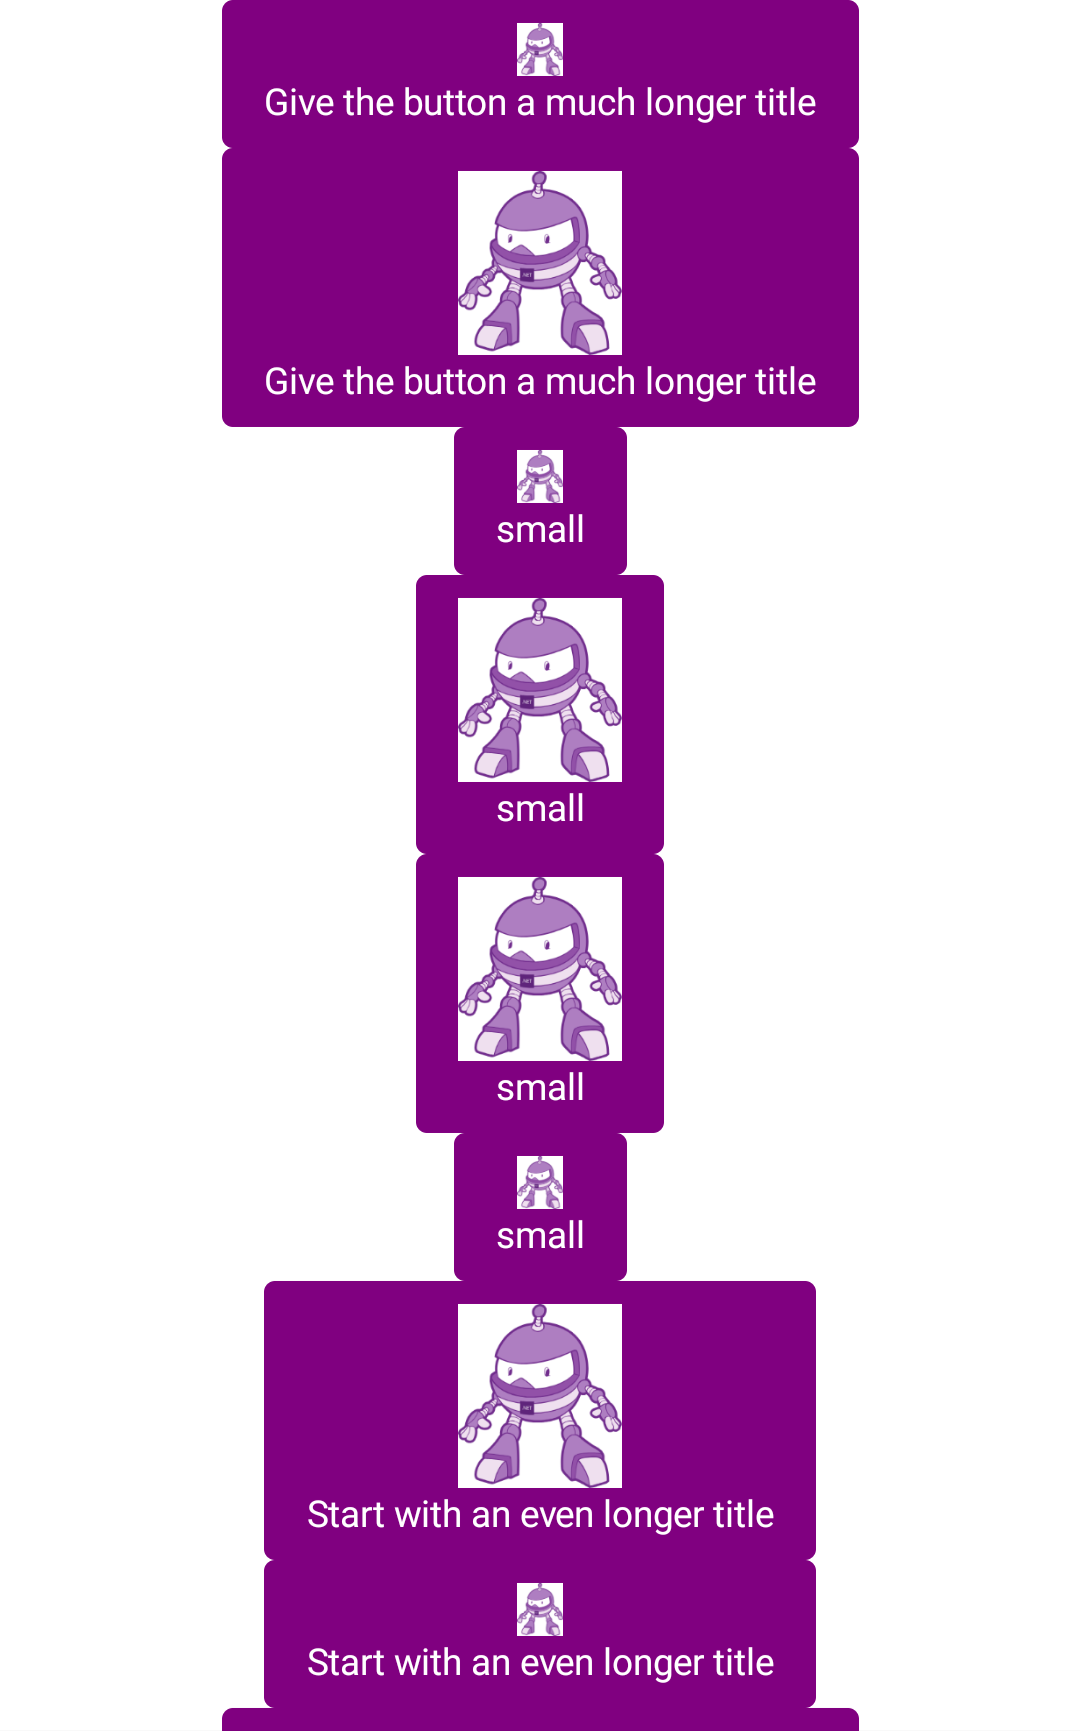 Give the button a much longer title
Give the button a much longer title
small
small
small
small
Start with an even longer title
Start with an even longer title